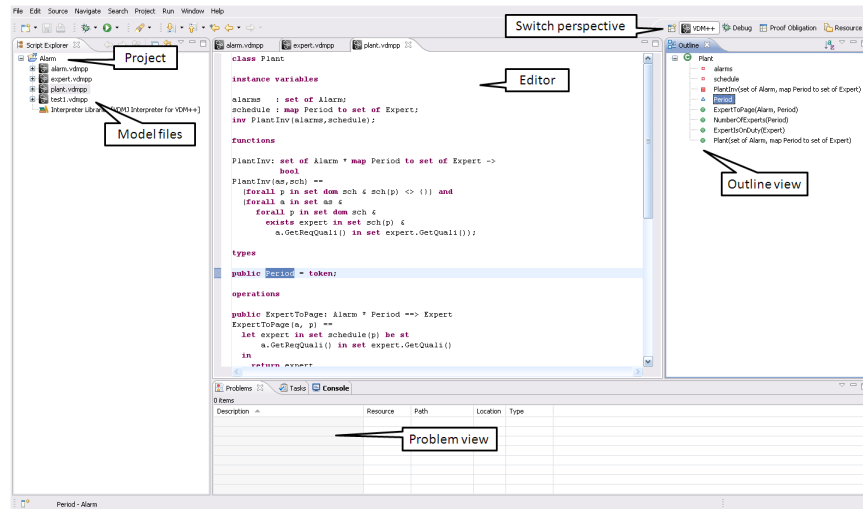 File Edit Source Navigate Search Project Run Window Help
Switch perspective
VDM++ Debug Proof Obligation Resource
Script Explorer
Alarm
alarm.vdmpp
expert.vdmpp
plant.vdmpp
test1.vdmpp
Interpreter Libraries [VDMJ Interpreter for VDM++]
Project
Model files
alarm.vdmpp expert.vdmpp plant.vdmpp
class Plant
instance variables
alarms : set of Alarm;
schedule : map Period to set of Expert;
inv PlantInv(alarms,schedule);
functions
PlantInv: set of Alarm * map Period to set of Expert ->
bool
PlantInv(as,sch) ==
(forall p in set dom sch & sch(p) <> {}) and
(forall a in set as &
forall p in set dom sch &
exists expert in set sch(p) &
a.GetReqQuali() in set expert.GetQuali());
types
public Period = token;
operations
public ExpertToPage: Alarm * Period ==> Expert
ExpertToPage(a, p) ==
let expert in set schedule(p) be st
a.GetReqQuali() in set expert.GetQuali()
in
return expert
Editor
Outline
Plant
alarms
schedule
PlantInv(set of Alarm, map Period to set of Expert)
Period
ExpertToPage(Alarm, Period)
NumberOfExperts(Period)
ExpertIsOnDuty(Expert)
Plant(set of Alarm, map Period to set of Expert)
Outline view
Problems Tasks Console
0 items
Description Resource Path Location Type
Problem view
Period - Alarm